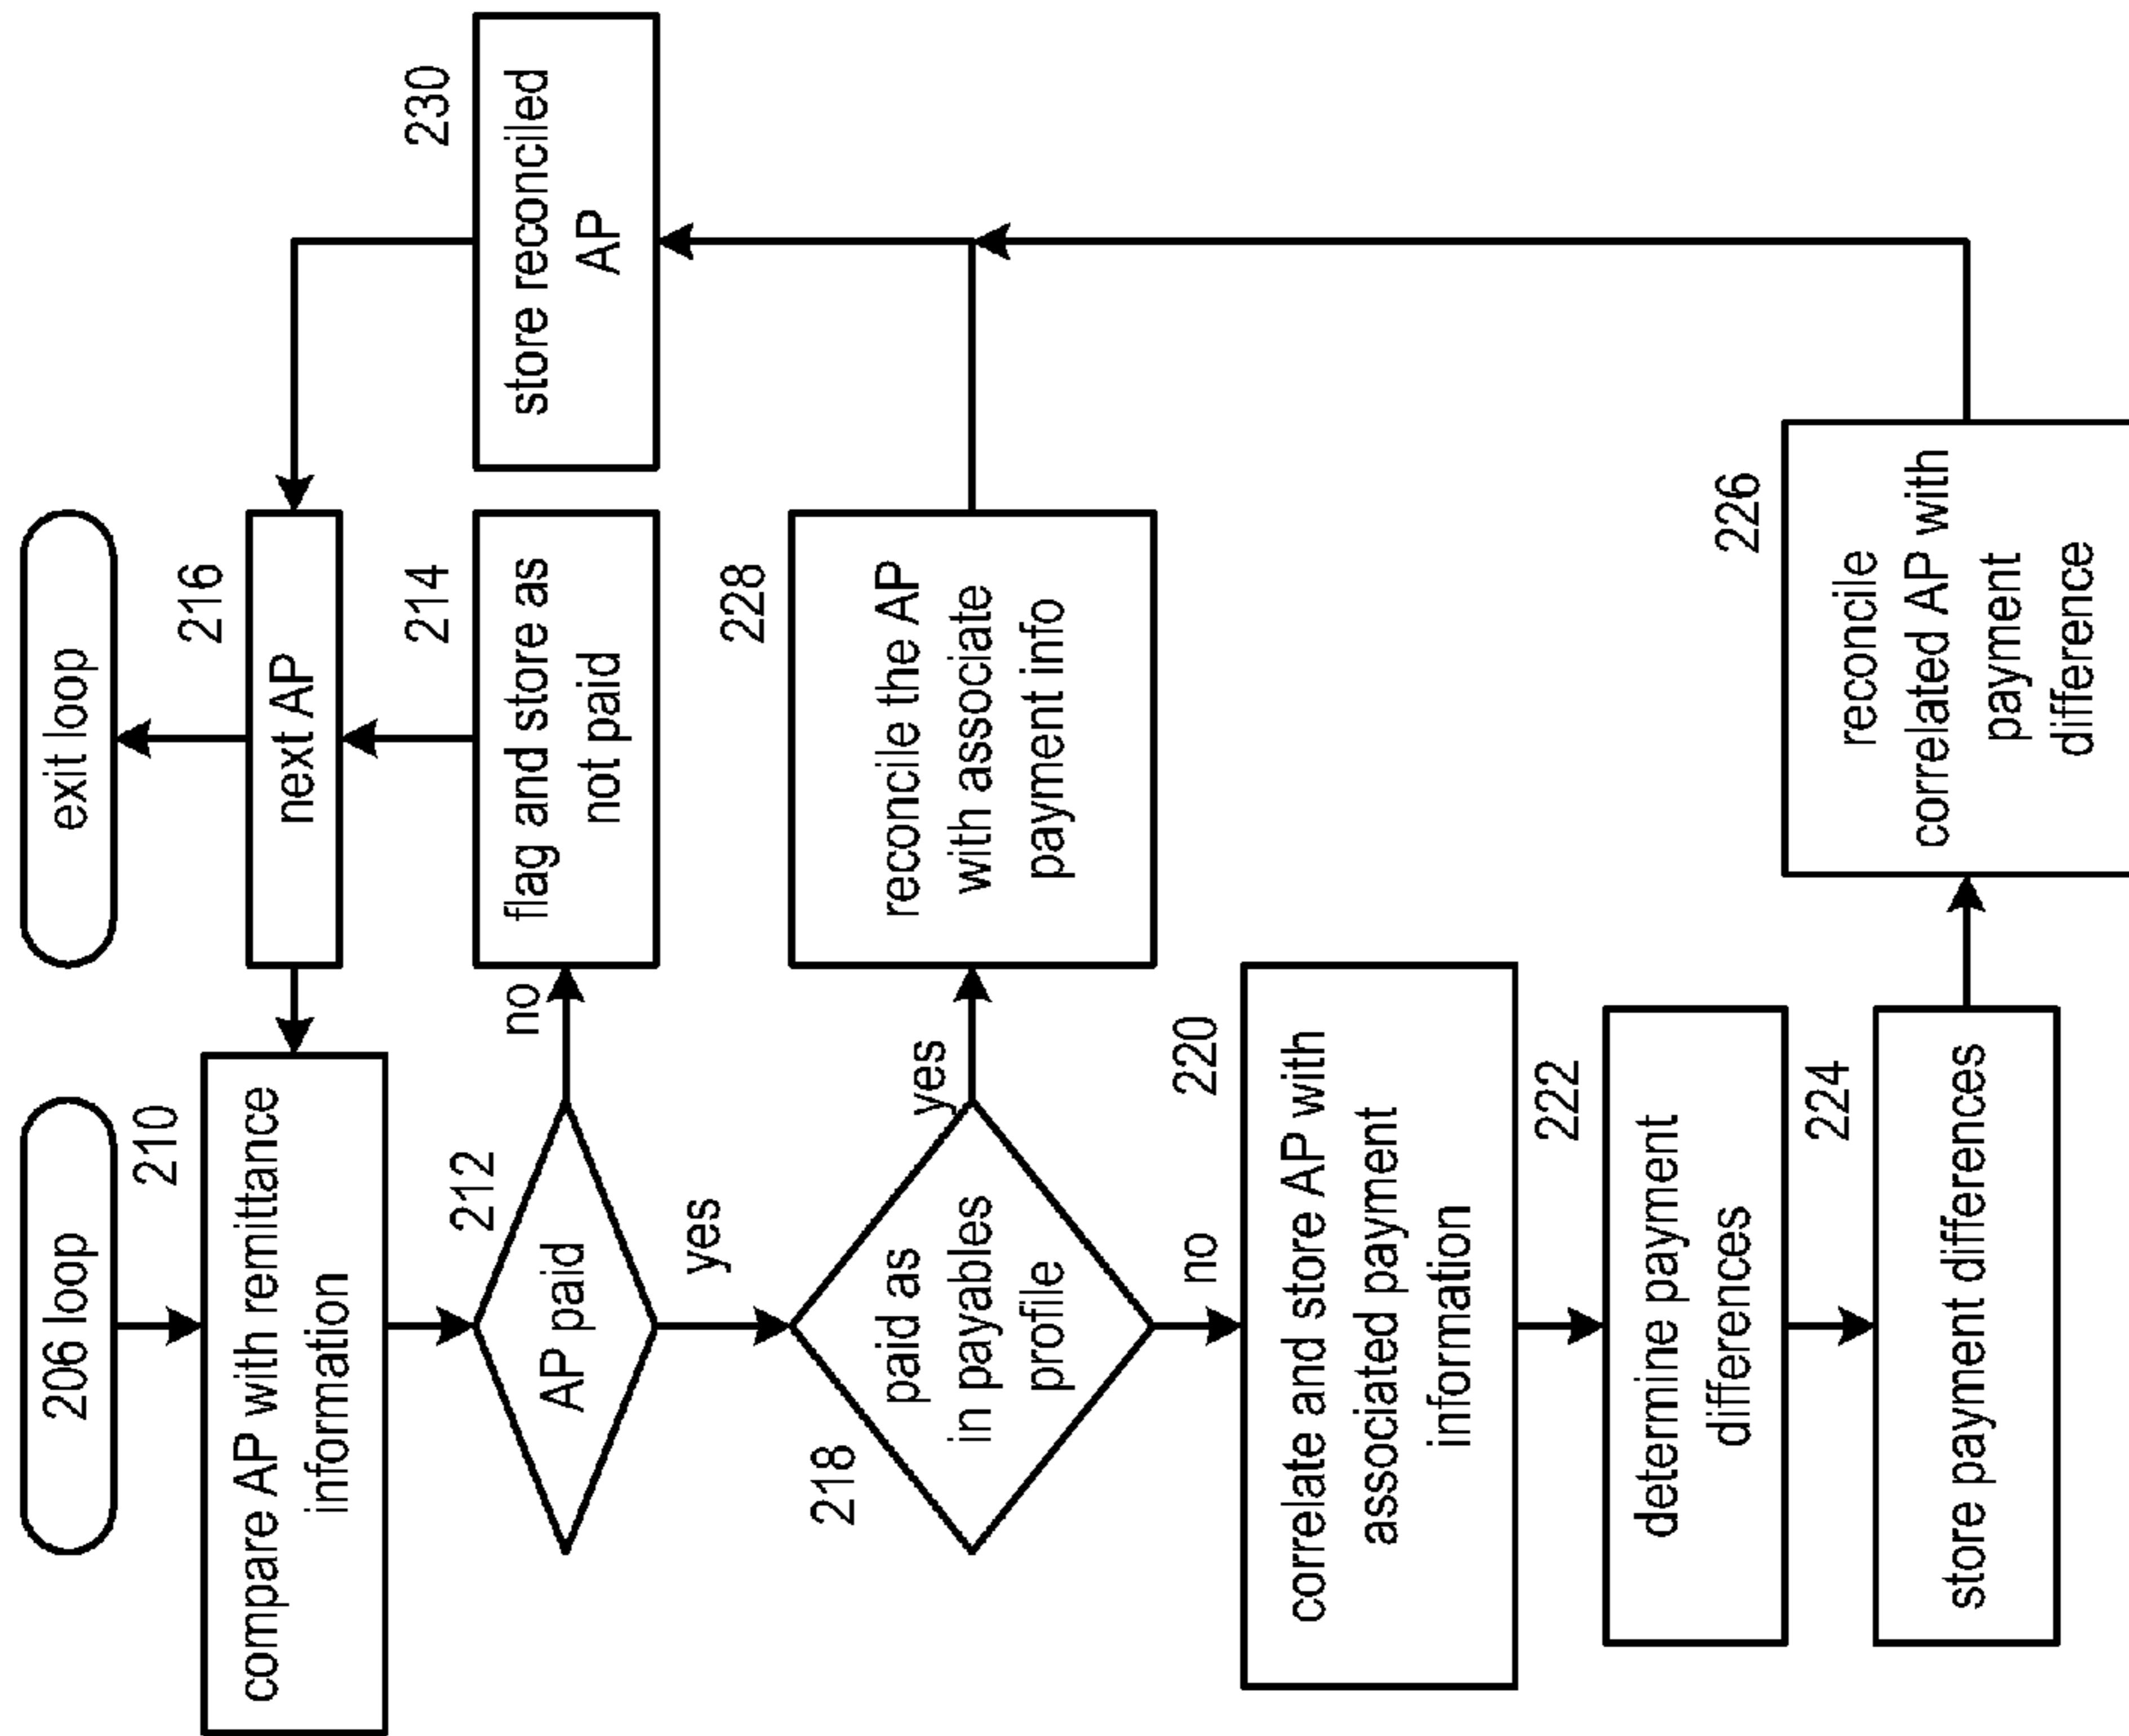 206 loop
210
compare AP with remittance
information
212
AP paid
yes
no
218
paid as
in payables
profile
yes
no
220
correlate and store AP with
associated payment
information
222
determine payment
differences
224
store payment differences
exit loop
216
next AP
214
flag and store as
not paid
228
reconcile the AP
with associate
payment info
226
reconcile
correlated AP with
payment
difference
230
store reconciled
AP